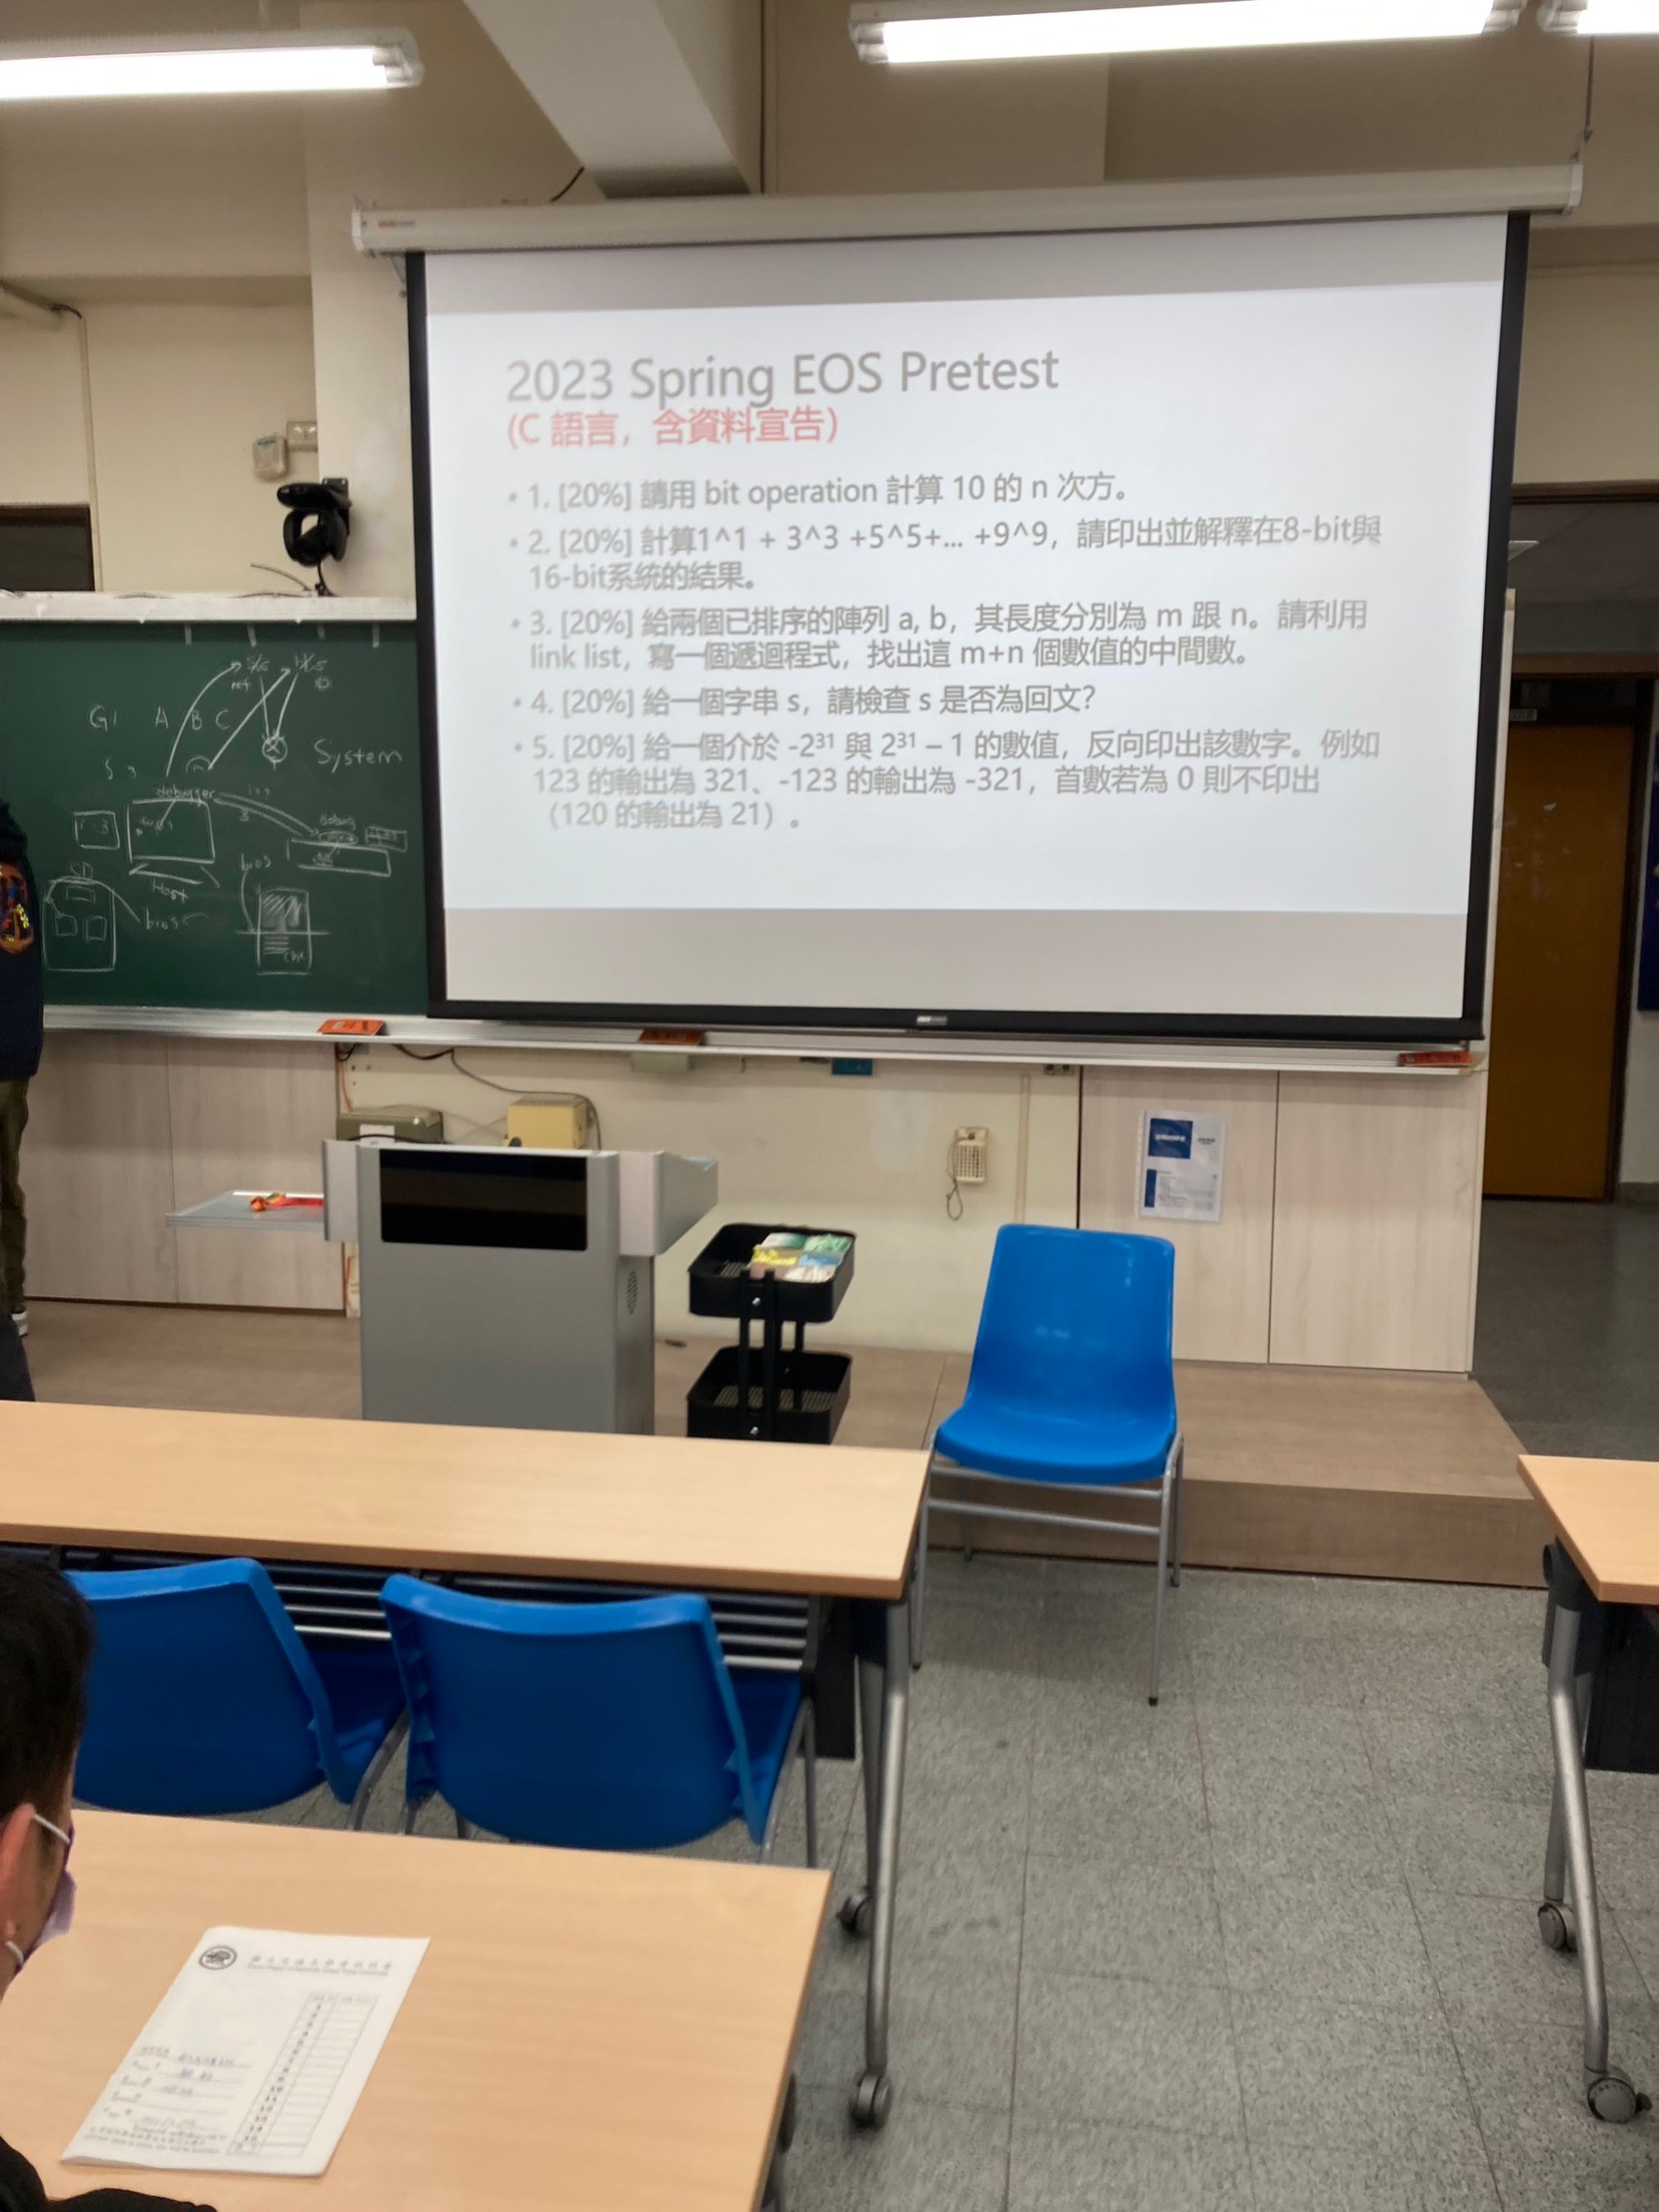 2023 Spring EOS Pretest
(C 語言，含資料宣告)
• 1. [20%] 請用 bit operation 計算 10 的 n 次方。
• 2. [20%] 計算1^1 + 3^3 +5^5+... +9^9，請印出並解釋在8-bit與
16-bit系統的結果。
• 3. [20%] 給兩個已排序的陣列 a, b，其長度分別為 m 跟 n。請利用
link list，寫一個遞迴程式，找出這 m+n 個數值的中間數。
• 4. [20%] 給一個字串 s，請檢查 s 是否為回文?
• 5. [20%] 給一個介於 -2³¹ 與 2³¹ – 1 的數值，反向印出該數字。例如
123 的輸出為 321、-123 的輸出為 -321，首數若為 0 則不印出
（120 的輸出為 21）。
G1 A B C
System
debugger
Host
bios
SD
bios